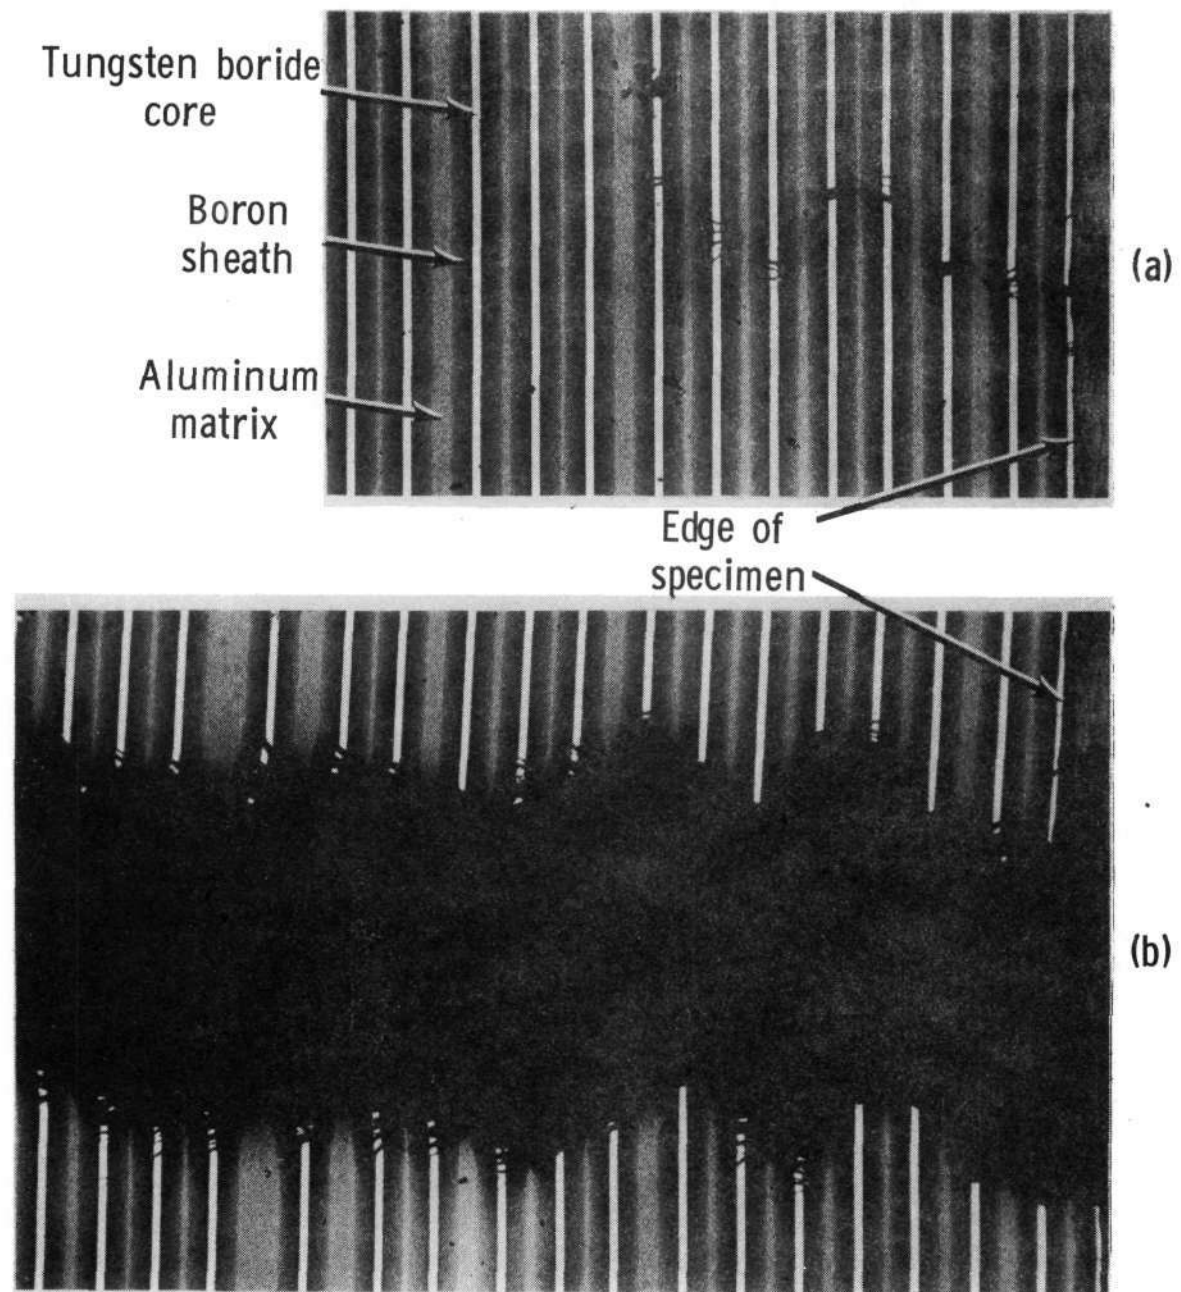 Tungsten boride
core
Boron
sheath
(a)
Aluminum
matrix
Edge of
specimen
(b)